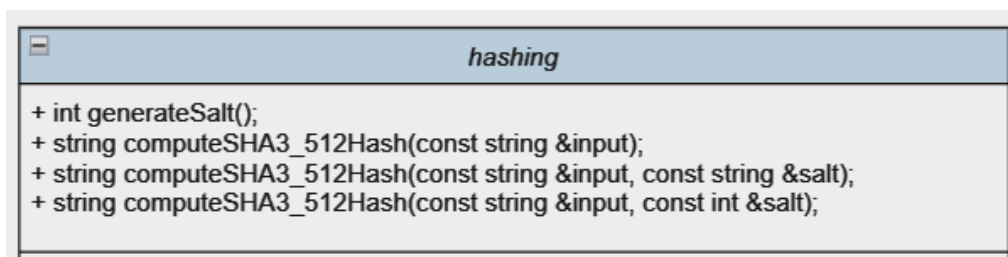 hashing
+ int generateSalt();
+ string computeSHA3_512Hash(const string &input);
+ string computeSHA3_512Hash(const string &input, const string &salt);
+ string computeSHA3_512Hash(const string &input, const int &salt);